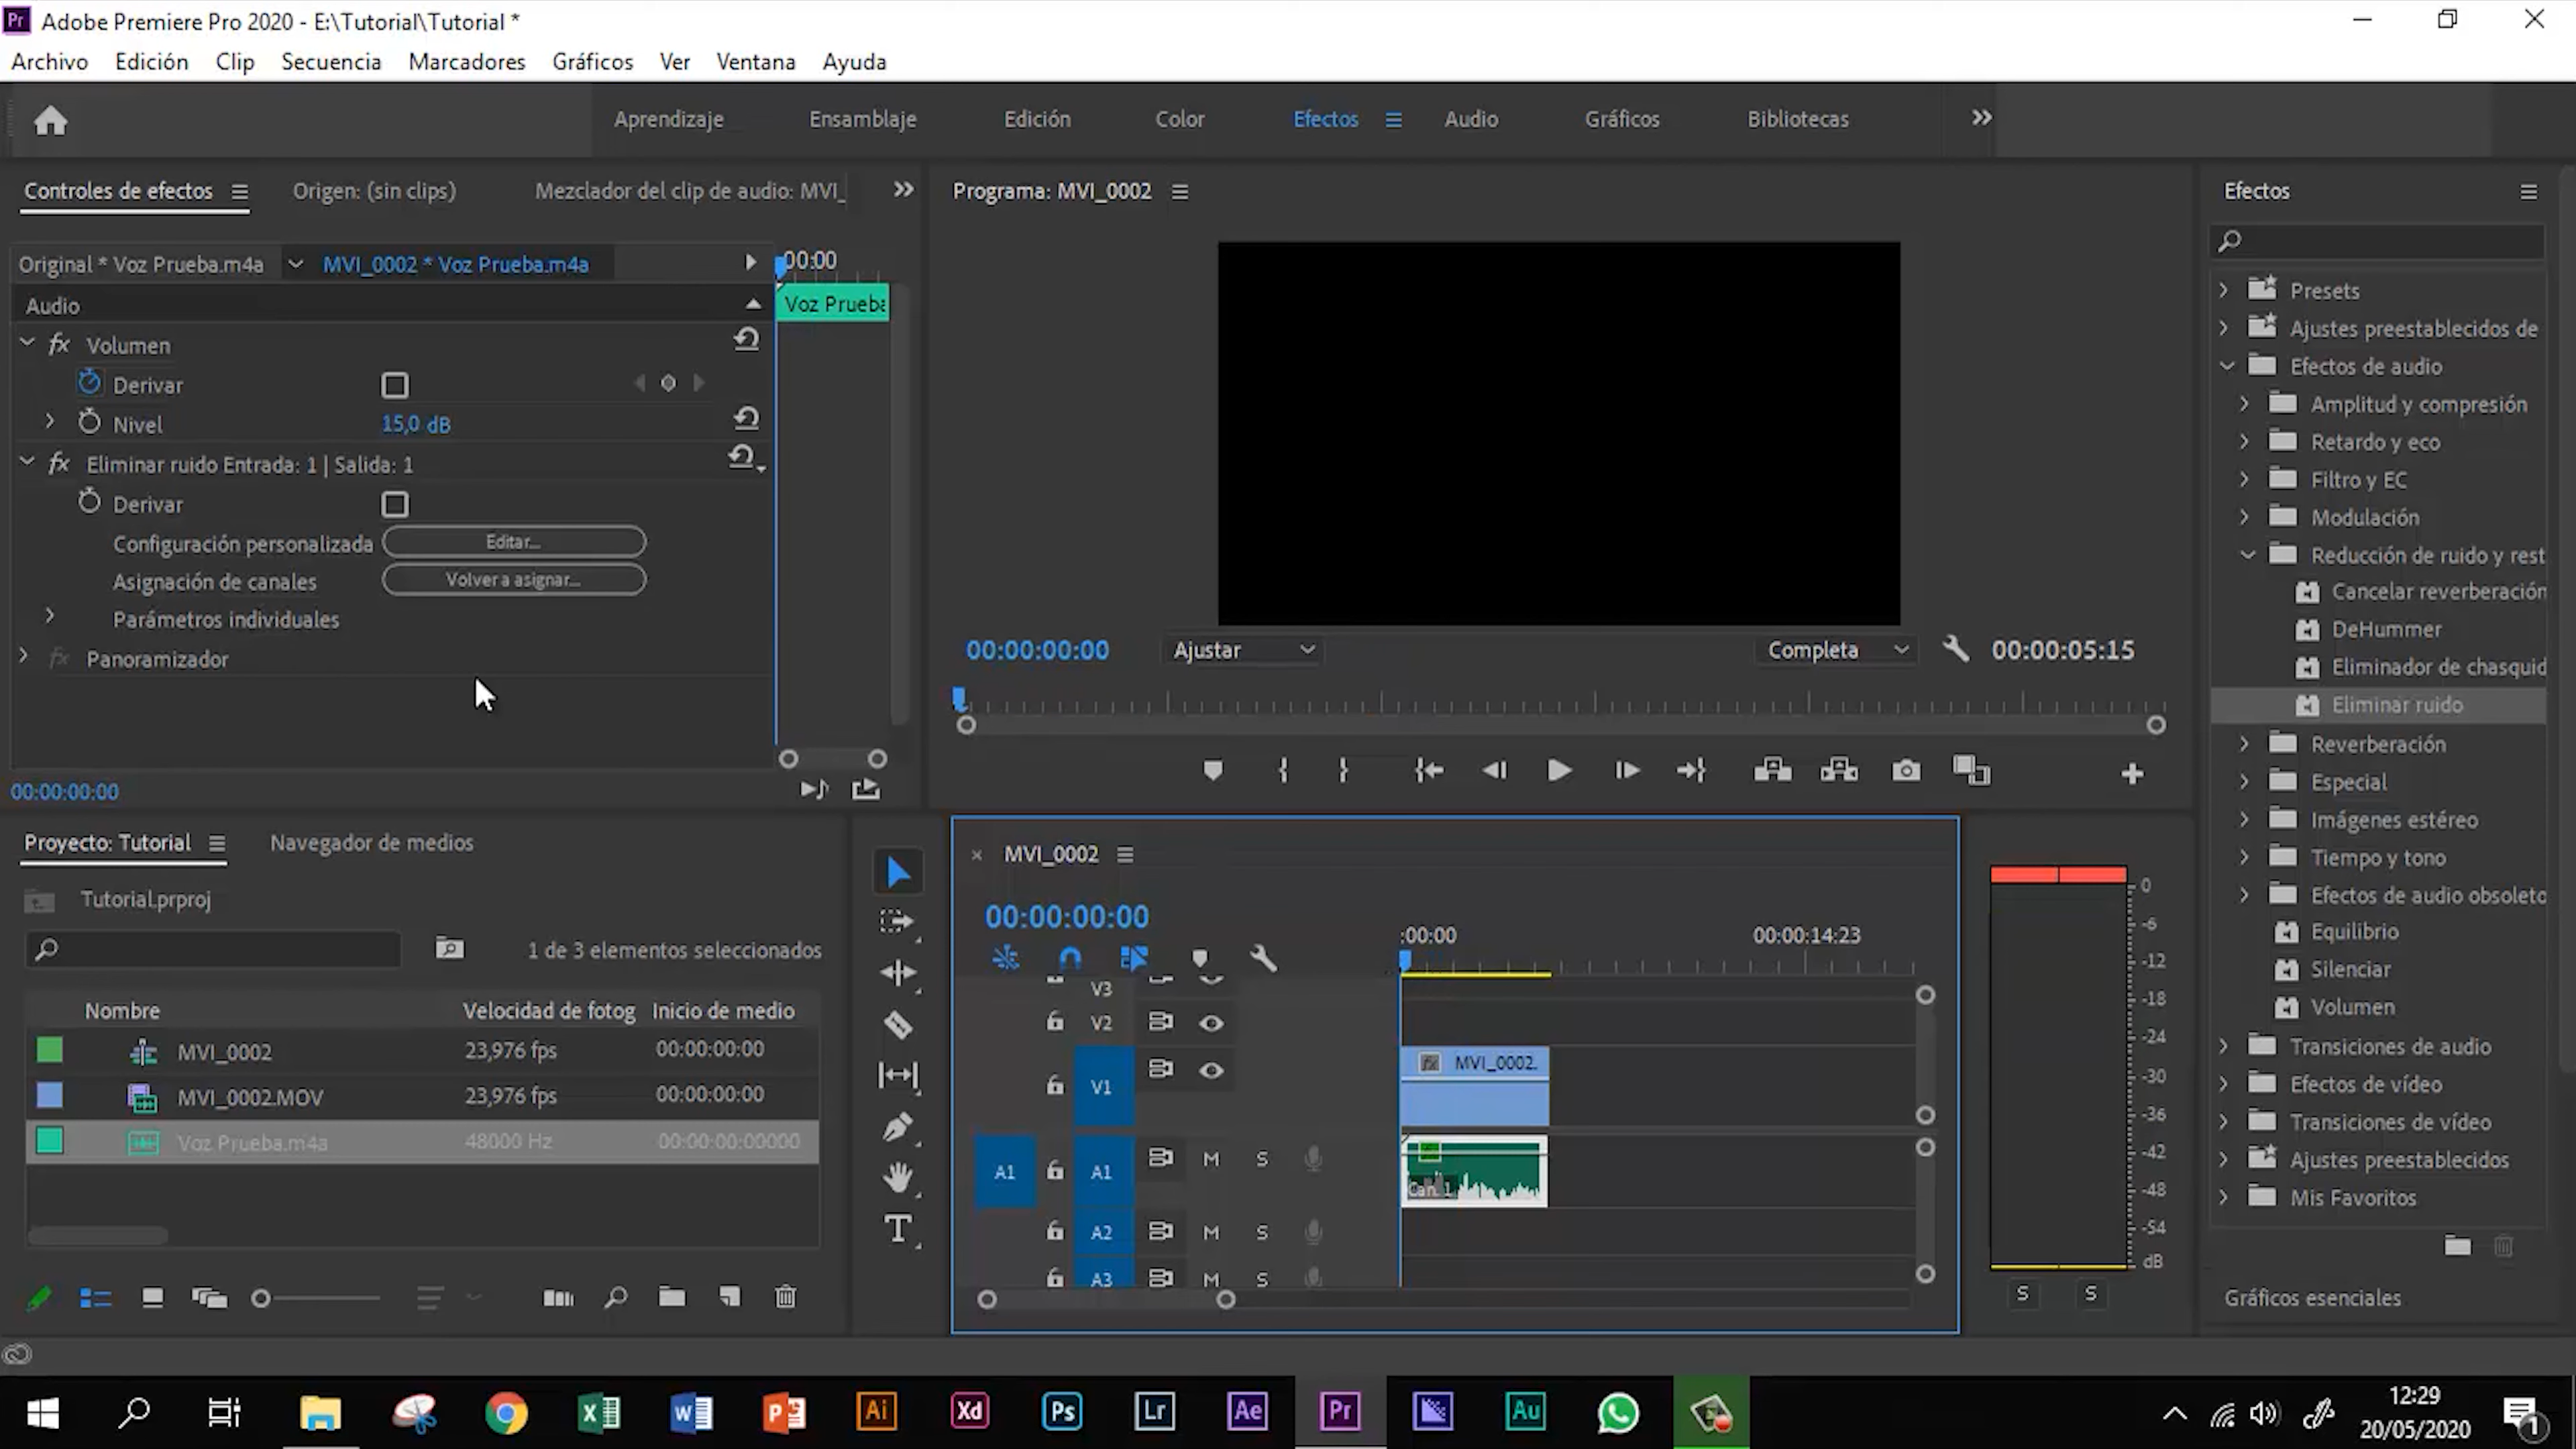 Adobe Premiere Pro 2020 - E:\Tutorial\Tutorial *
Archivo Edición Clip Secuencia Marcadores Gráficos Ver Ventana Ayuda
Aprendizaje Ensamblaje Edición Color Efectos Audio Gráficos Bibliotecas
Controles de efectos Origen: (sin clips) Mezclador del clip de audio: MVI_
Original * Voz Prueba.m4a MVI_0002 * Voz Prueba.m4a
:00:00
Audio
Voz Prueba
Volumen
Derivar
Nivel 15,0 dB
Eliminar ruido Entrada: 1 | Salida: 1
Derivar
Configuración personalizada Editar...
Asignación de canales Volver a asignar...
Parámetros individuales
Panoramizador
00:00:00:00
Programa: MVI_0002
00:00:00:00 Ajustar Completa 00:00:05:15
Efectos
Presets
Ajustes preestablecidos de
Efectos de audio
Amplitud y compresión
Retardo y eco
Filtro y EC
Modulación
Reducción de ruido y rest
Cancelar reverberación
DeHummer
Eliminador de chasquid
Eliminar ruido
Reverberación
Especial
Imágenes estéreo
Tiempo y tono
Efectos de audio obsoleto
Equilibrio
Silenciar
Volumen
Transiciones de audio
Efectos de vídeo
Transiciones de vídeo
Ajustes preestablecidos
Mis Favoritos
Gráficos esenciales
Proyecto: Tutorial Navegador de medios
Tutorial.prproj
1 de 3 elementos seleccionados
Nombre Velocidad de fotog Inicio de medio
MVI_0002 23,976 fps 00:00:00:00
MVI_0002.MOV 23,976 fps 00:00:00:00
Voz Prueba.m4a 48000 Hz 00:00:00:00000
MVI_0002
00:00:00:00
:00:00 00:00:14:23
V3
V2
V1 MVI_0002.
A1 A1 M S
A2 M S
A3 M S
0
-6
-12
-18
-24
-30
-36
-42
-48
-54
dB
S S
Ai Xd Ps Lr Ae Pr Au
12:29
20/05/2020
1